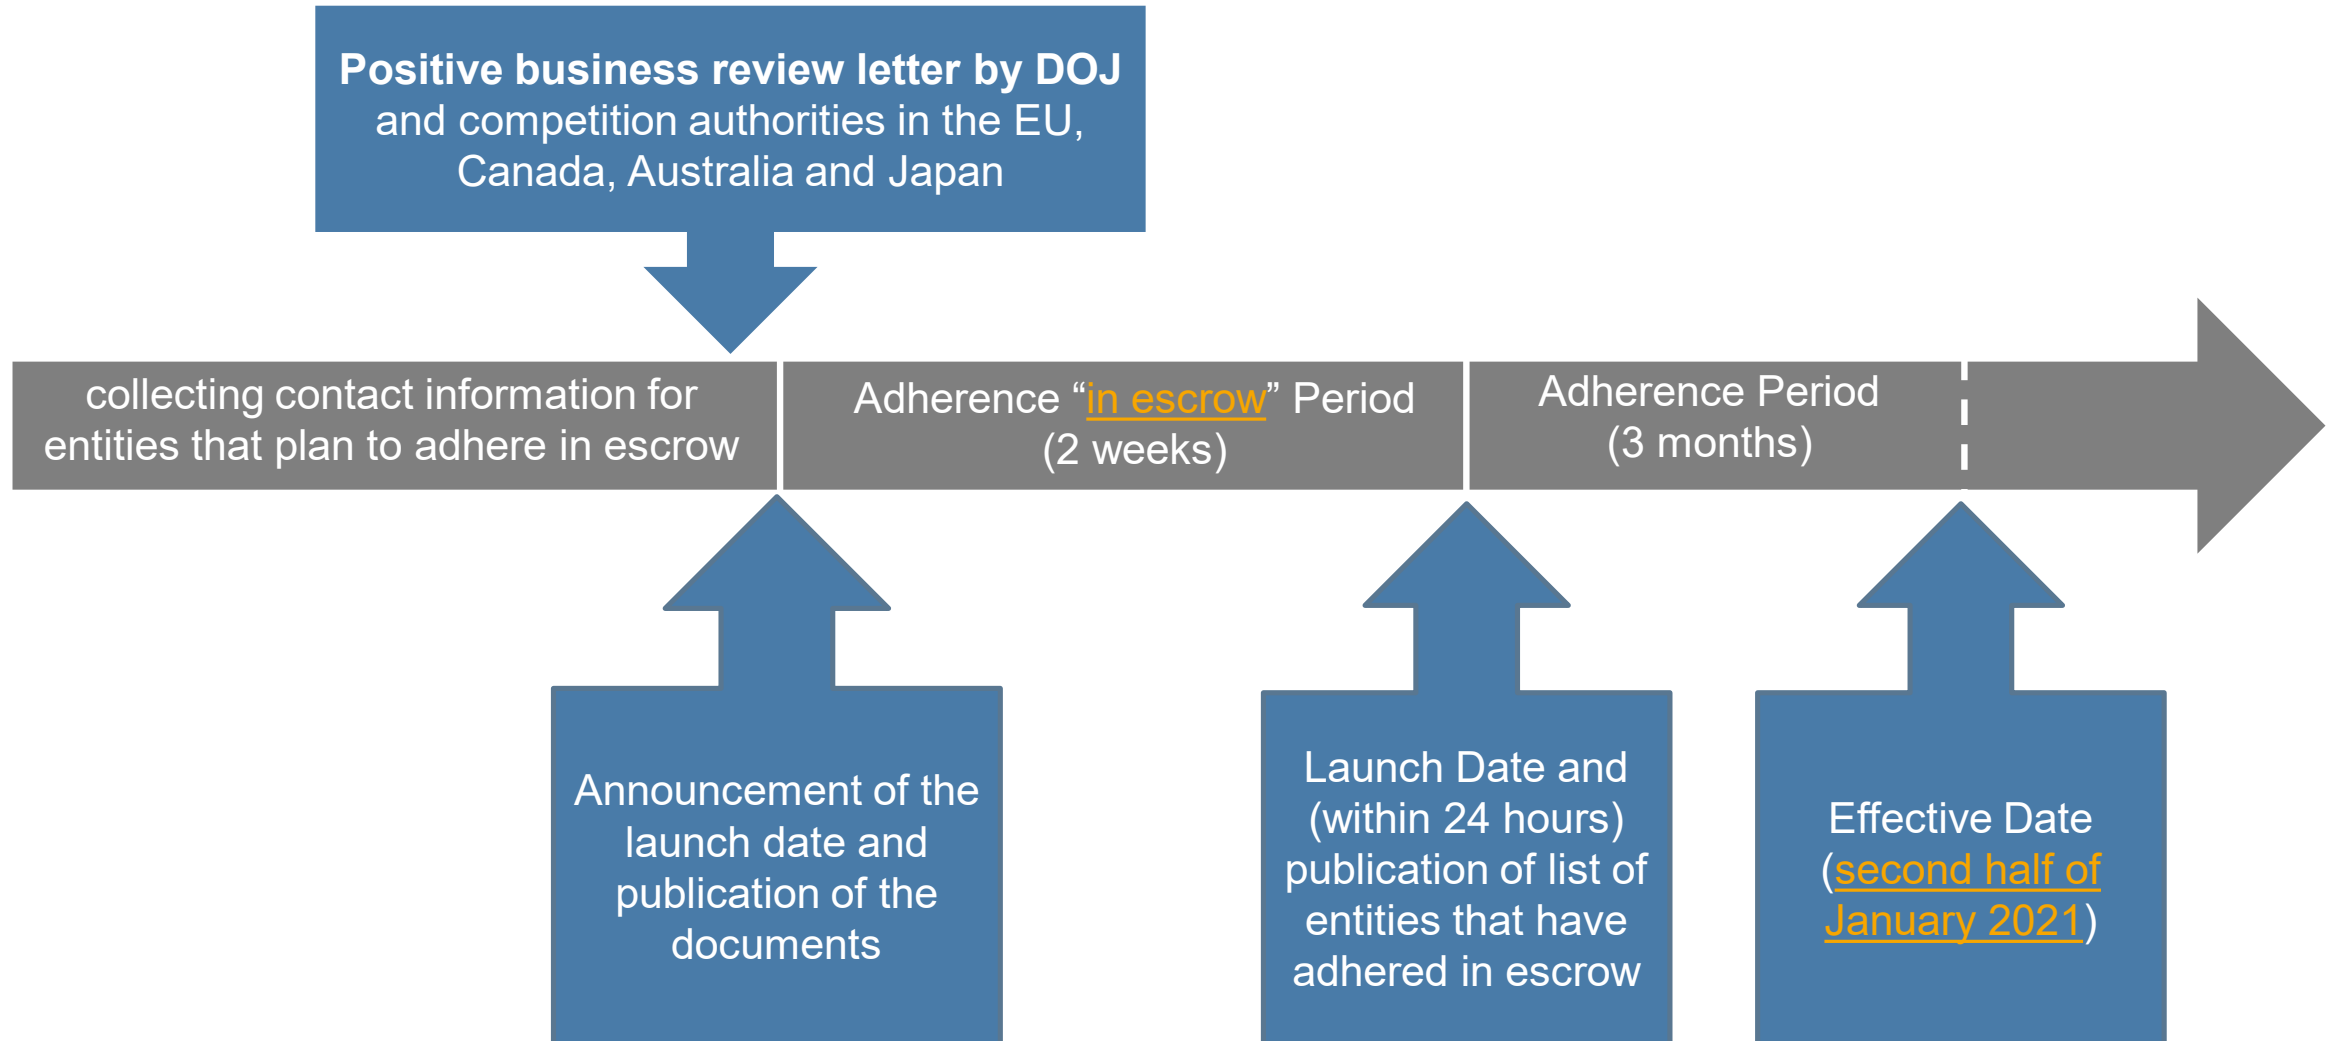 Positive business review letter by DOJ
and competition authorities in the EU,
Canada, Australia and Japan
collecting contact information for
entities that plan to adhere in escrow
Adherence “in escrow” Period
(2 weeks)
Adherence Period
(3 months)
Announcement of the
launch date and
publication of the
documents
Launch Date and
(within 24 hours)
publication of list of
entities that have
adhered in escrow
Effective Date
(second half of
January 2021)